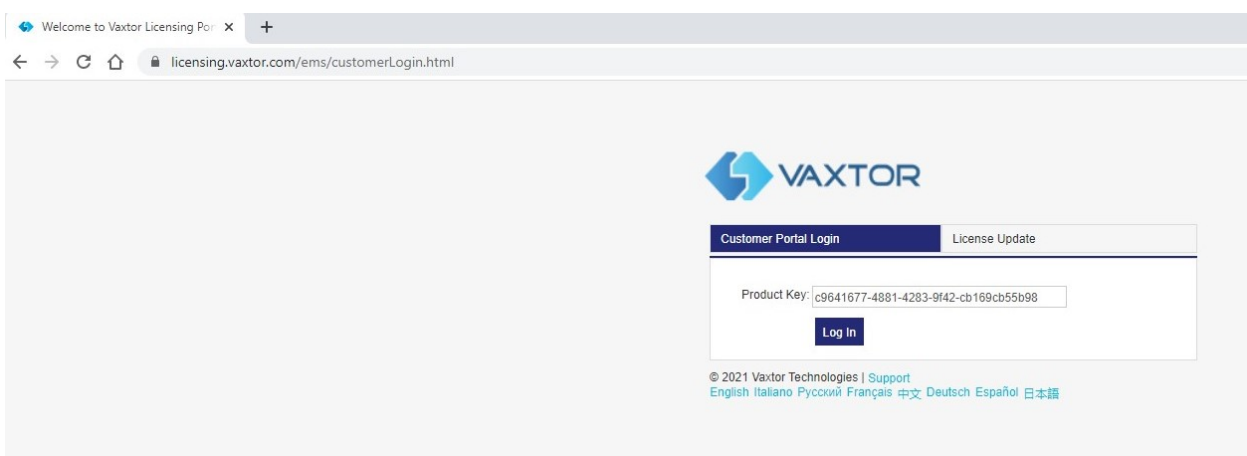 Welcome to Vaxtor Licensing Por
licensing.vaxtor.com/ems/customerLogin.html
VAXTOR
Customer Portal Login License Update
Product Key: c9641677-4881-4283-9f42-cb169cb55b98
Log In
© 2021 Vaxtor Technologies | Support
English Italiano Русский Français 中文 Deutsch Español 日本語